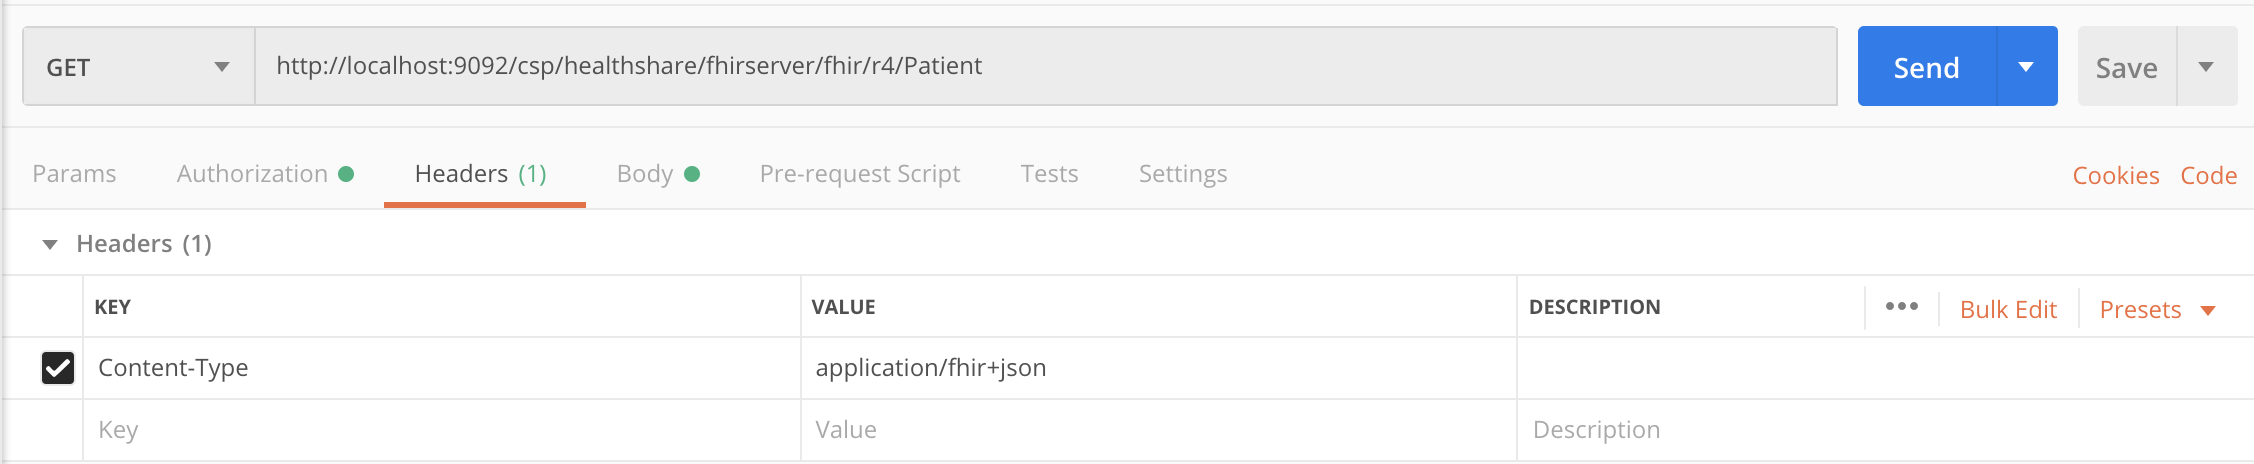 GET http://localhost:9092/csp/healthshare/fhirserver/fhir/r4/Patient Send Save
Params Authorization Headers (1) Body Pre-request Script Tests Settings Cookies Code
Headers (1)
KEY VALUE DESCRIPTION ••• Bulk Edit Presets
Content-Type application/fhir+json
Key Value Description